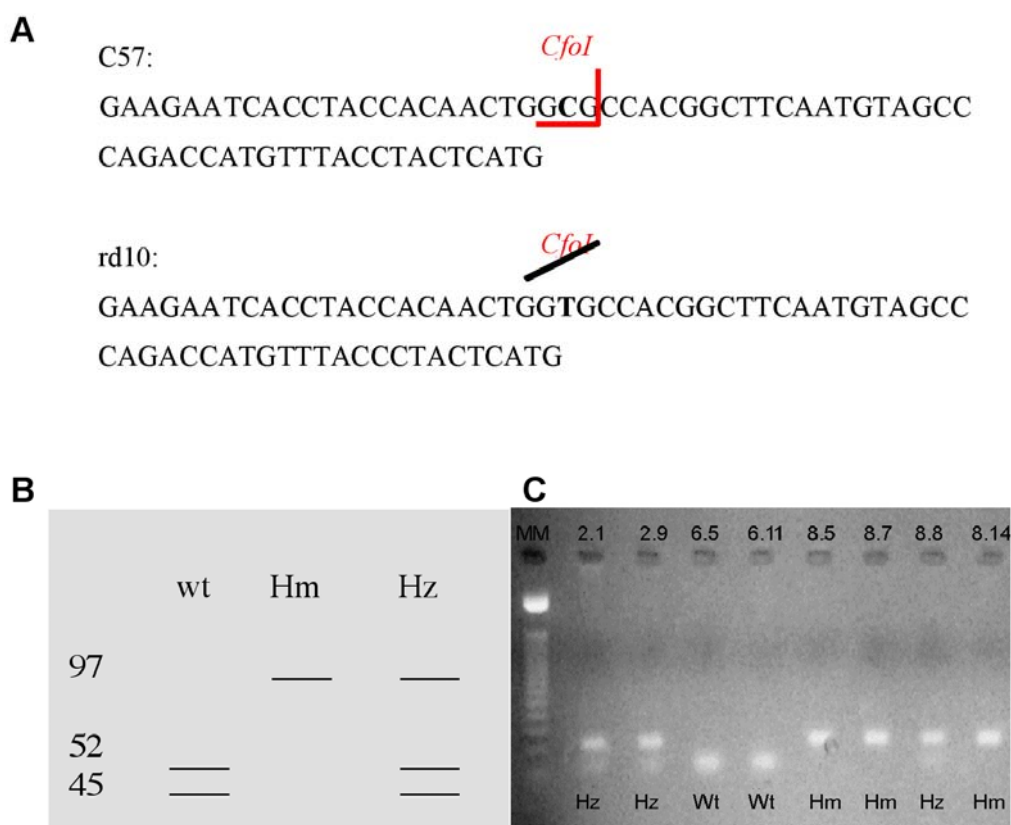 A
CfoI
C57:
GAAGAATCACCTACCACAACTGGCGCCACGGCTTCAATGTAGCC
CAGACCATGTTTACCTACTCATG
CfoI
rd10:
GAAGAATCACCTACCACAACTGGTGCCACGGCTTCAATGTAGCC
CAGACCATGTTTACCCTACTCATG
B
wt Hm Hz
97
52
45
C
MM 2.1 2.9 6.5 6.11 8.5 8.7 8.8 8.14
Hz Hz Wt Wt Hm Hm Hz Hm